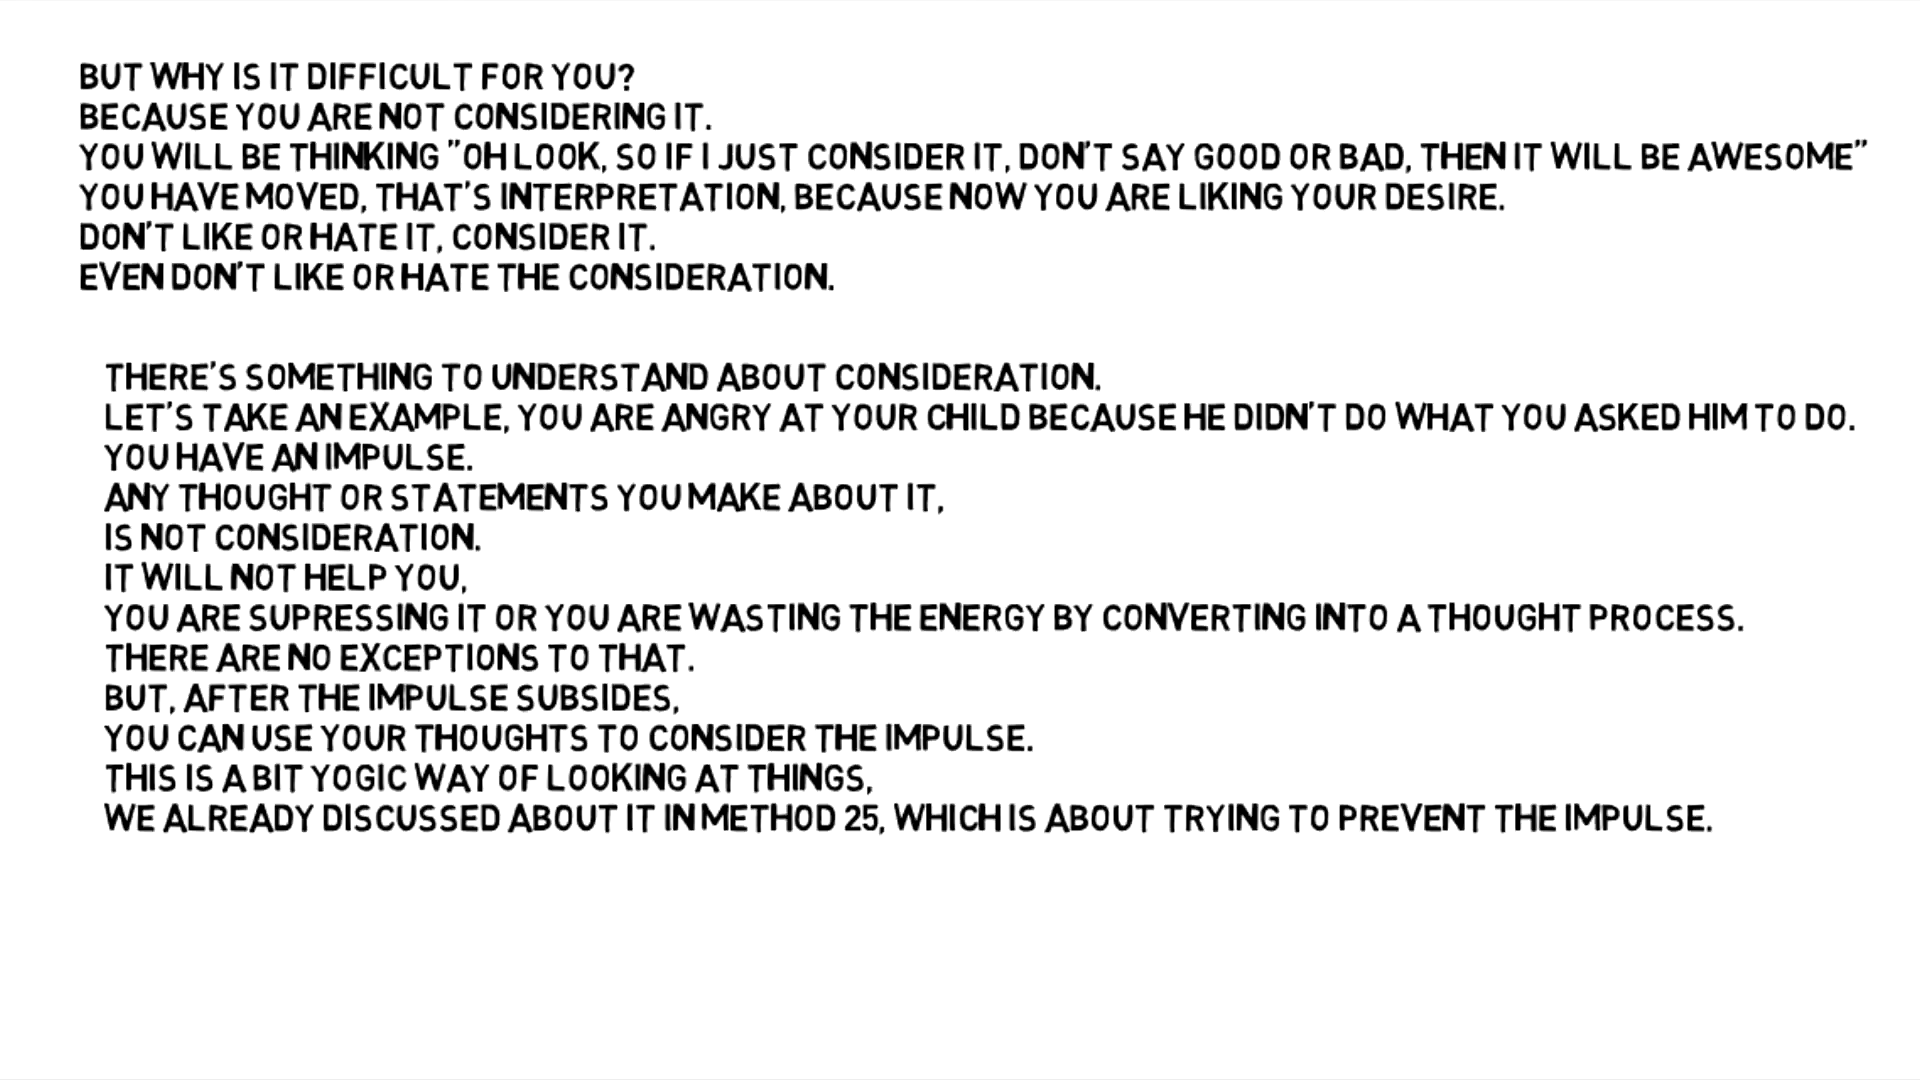 BUT WHY IS IT DIFFICULT FOR YOU?
BECAUSE YOU ARE NOT CONSIDERING IT.
YOU WILL BE THINKING "OH LOOK, SO IF I JUST CONSIDER IT, DON'T SAY GOOD OR BAD, THEN IT WILL BE AWESOME"
YOU HAVE MOVED, THAT'S INTERPRETATION, BECAUSE NOW YOU ARE LIKING YOUR DESIRE.
DON'T LIKE OR HATE IT, CONSIDER IT.
EVEN DON'T LIKE OR HATE THE CONSIDERATION.
THERE'S SOMETHING TO UNDERSTAND ABOUT CONSIDERATION.
LET'S TAKE AN EXAMPLE, YOU ARE ANGRY AT YOUR CHILD BECAUSE HE DIDN'T DO WHAT YOU ASKED HIM TO DO.
YOU HAVE AN IMPULSE.
ANY THOUGHT OR STATEMENTS YOU MAKE ABOUT IT,
IS NOT CONSIDERATION.
IT WILL NOT HELP YOU,
YOU ARE SUPRESSING IT OR YOU ARE WASTING THE ENERGY BY CONVERTING INTO A THOUGHT PROCESS.
THERE ARE NO EXCEPTIONS TO THAT.
BUT, AFTER THE IMPULSE SUBSIDES,
YOU CAN USE YOUR THOUGHTS TO CONSIDER THE IMPULSE.
THIS IS A BIT YOGIC WAY OF LOOKING AT THINGS,
WE ALREADY DISCUSSED ABOUT IT IN METHOD 25, WHICH IS ABOUT TRYING TO PREVENT THE IMPULSE.